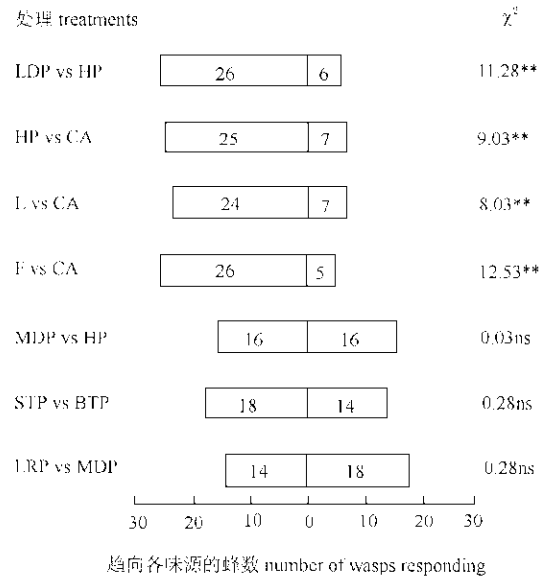 处理 treatments χ²
LDP vs HP 26 6 11.28**
HP vs CA 25 7 9.03**
L vs CA 24 7 8.03**
F vs CA 26 5 12.53**
MDP vs HP 16 16 0.03ns
STP vs BTP 18 14 0.28ns
LRP vs MDP 14 18 0.28ns
30 20 10 0 10 20 30
趋向各味源的蜂数 number of wasps responding